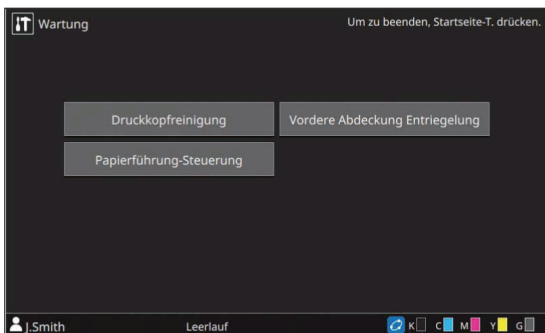 Wartung
Um zu beenden, Startseite-T. drücken.
Druckkopfreinigung
Vordere Abdeckung Entriegelung
Papierführung-Steuerung
J.Smith
Leerlauf
K C M Y G